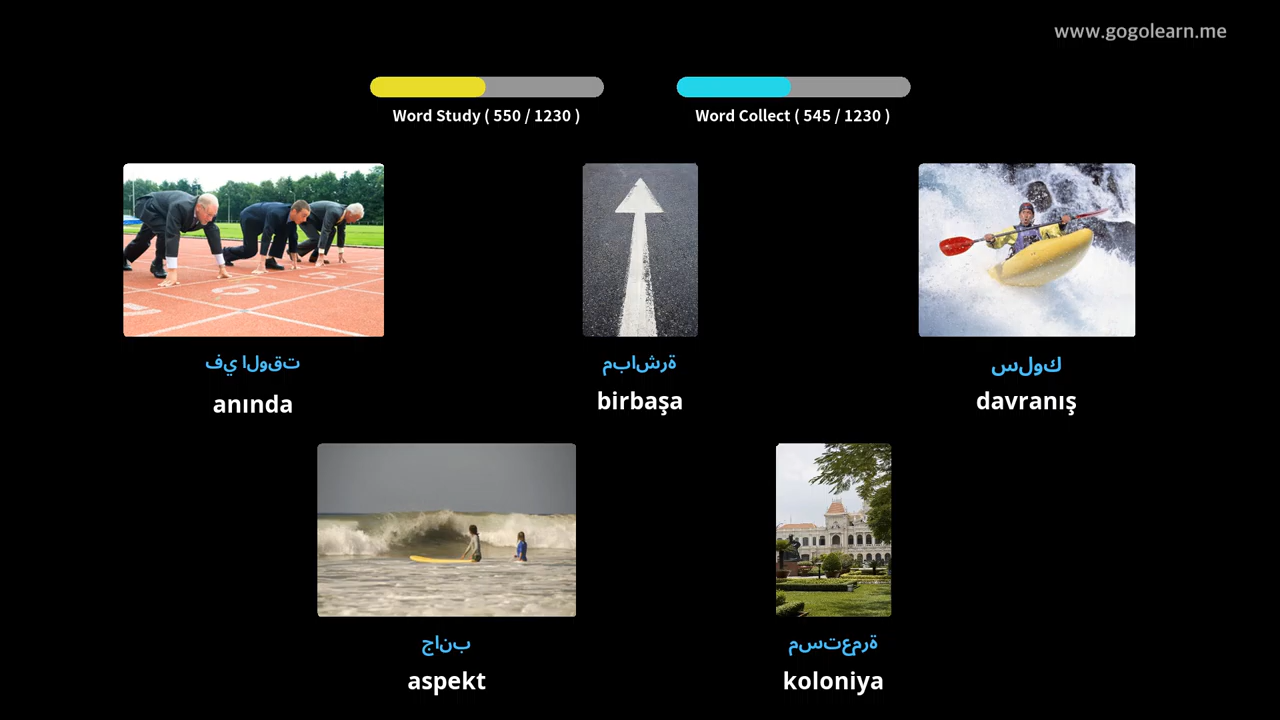 www.gogolearn.me
Word Study ( 550 / 1230 )
Word Collect ( 545 / 1230 )
في الوقت
مباشرة
سلوك
anında
birbaşa
davranış
جانب
مستعمرة
aspekt
koloniya